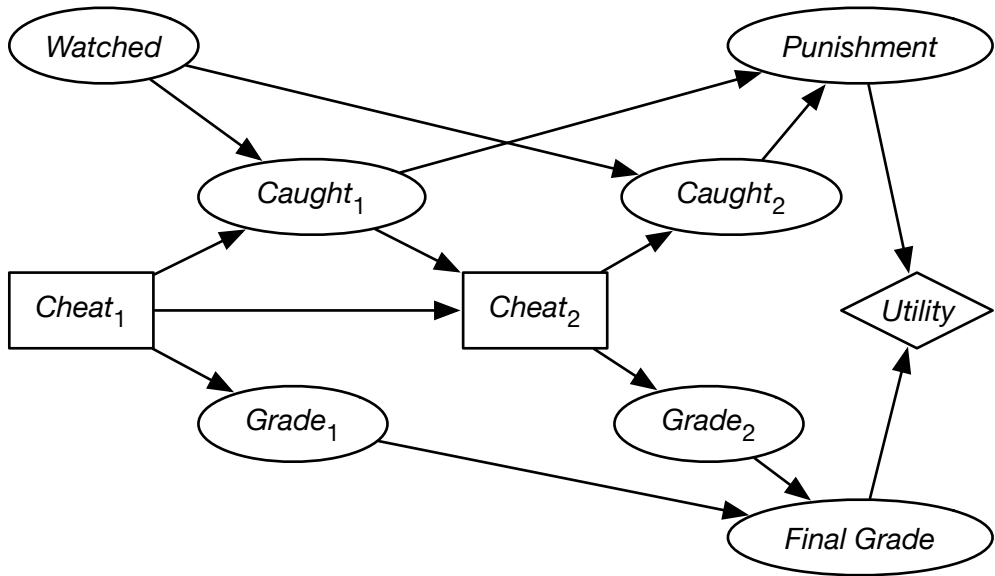 Watched
Punishment
Caught₁
Caught₂
Cheat₁
Cheat₂
Utility
Grade₁
Grade₂
Final Grade